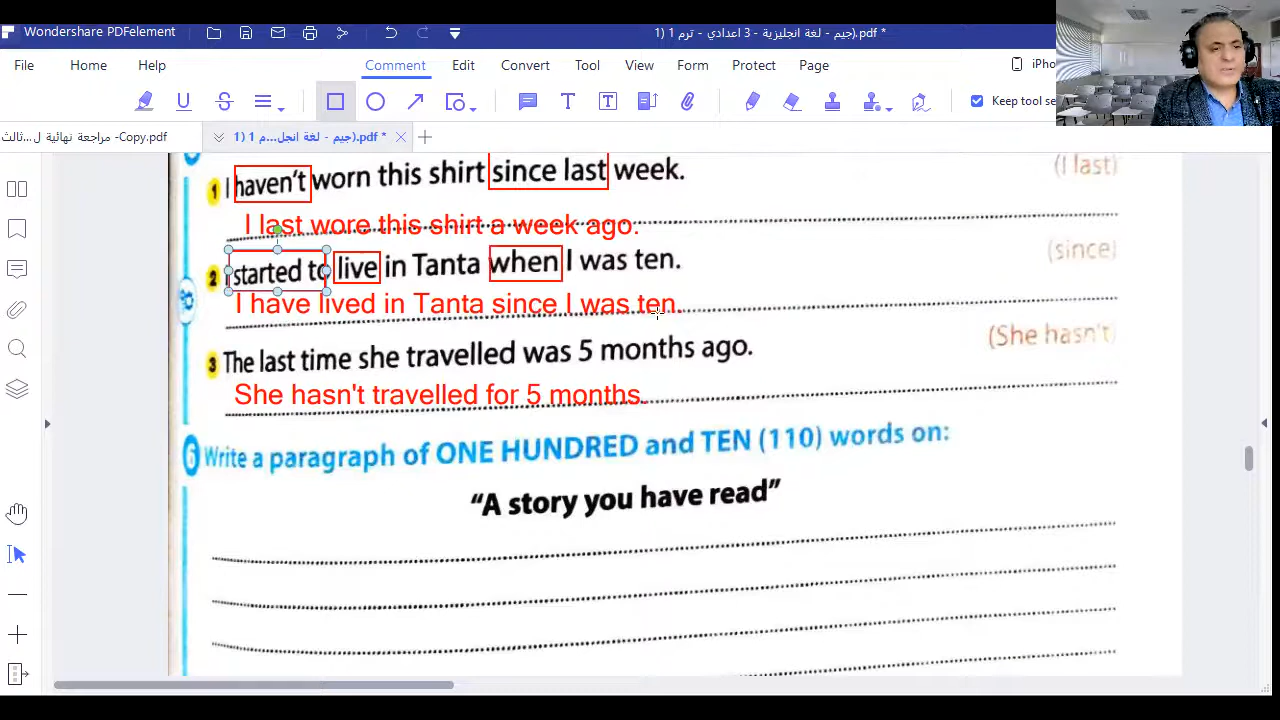 Wondershare PDFelement
جيم - لغة انجليزية - 3 اعدادي - ترم 1 (1).pdf *
File Home Help Comment Edit Convert Tool View Form Protect Page
Keep tool se
مراجعة نهائية ل...ثالث -Copy.pdf
جيم - لغة انجل...م 1 (1).pdf *
1 I haven't worn this shirt since last week. (I last)
I last wore this shirt a week ago.
2 I started to live in Tanta when I was ten. (since)
I have lived in Tanta since I was ten.
3 The last time she travelled was 5 months ago. (She hasn't)
She hasn't travelled for 5 months.
6 Write a paragraph of ONE HUNDRED and TEN (110) words on:
“A story you have read”